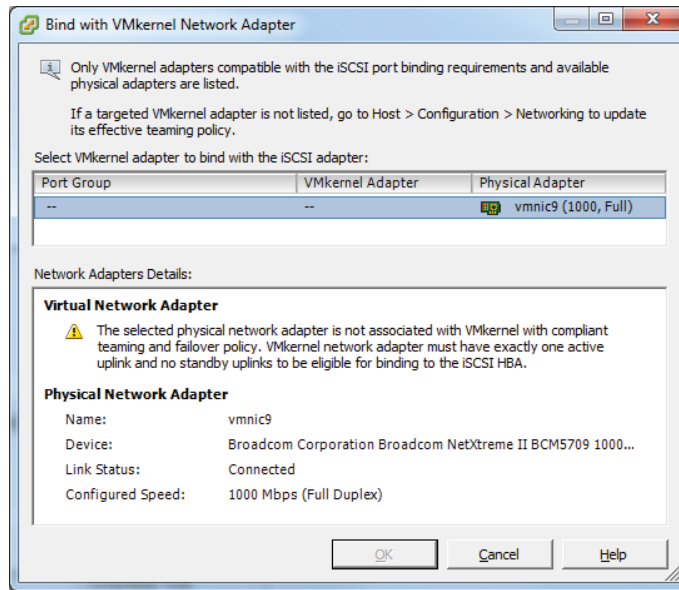 Bind with VMkernel Network Adapter
Only VMkernel adapters compatible with the iSCSI port binding requirements and available
physical adapters are listed.
If a targeted VMkernel adapter is not listed, go to Host > Configuration > Networking to update
its effective teaming policy.
Select VMkernel adapter to bind with the iSCSI adapter:
Port Group VMkernel Adapter Physical Adapter
-- -- vmnic9 (1000, Full)
Network Adapters Details:
Virtual Network Adapter
The selected physical network adapter is not associated with VMkernel with compliant
teaming and failover policy. VMkernel network adapter must have exactly one active
uplink and no standby uplinks to be eligible for binding to the iSCSI HBA.
Physical Network Adapter
Name: vmnic9
Device: Broadcom Corporation Broadcom NetXtreme II BCM5709 1000...
Link Status: Connected
Configured Speed: 1000 Mbps (Full Duplex)
OK Cancel Help